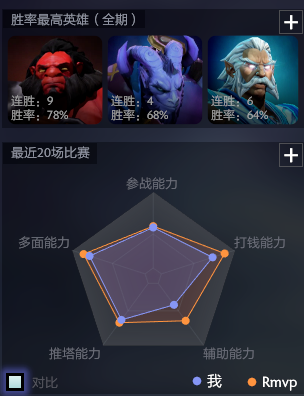 胜率最高英雄（全期）
连胜：9
胜率：78%
连胜：4
胜率：68%
连胜：6
胜率：64%
最近20场比赛
参战能力
多面能力
打钱能力
推塔能力
辅助能力
对比
我
Rmvp